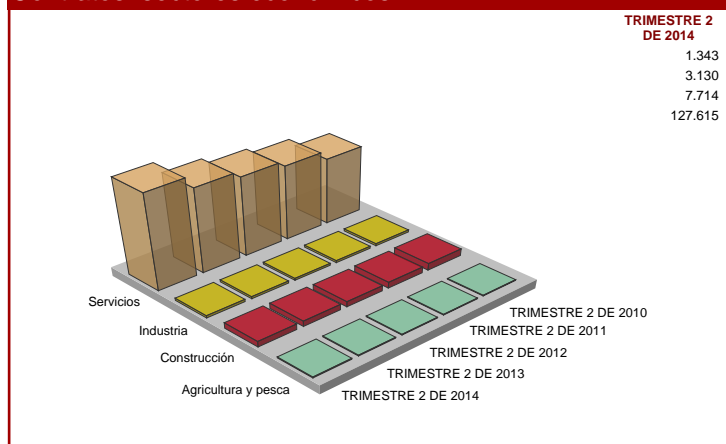 TRIMESTRE 2
DE 2014
1.343
3.130
7.714
127.615
Servicios
Industria
Construcción
Agricultura y pesca
TRIMESTRE 2 DE 2010
TRIMESTRE 2 DE 2011
TRIMESTRE 2 DE 2012
TRIMESTRE 2 DE 2013
TRIMESTRE 2 DE 2014